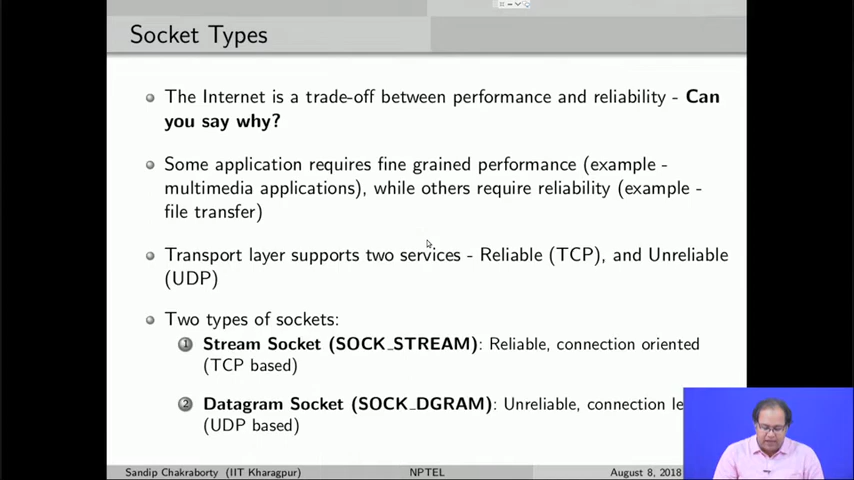 Socket Types
The Internet is a trade-off between performance and reliability - Can
you say why?
Some application requires fine grained performance (example -
multimedia applications), while others require reliability (example -
file transfer)
Transport layer supports two services - Reliable (TCP), and Unreliable
(UDP)
Two types of sockets:
1 Stream Socket (SOCK_STREAM): Reliable, connection oriented
(TCP based)
2 Datagram Socket (SOCK_DGRAM): Unreliable, connection le
(UDP based)
Sandip Chakraborty (IIT Kharagpur) NPTEL August 8, 2018